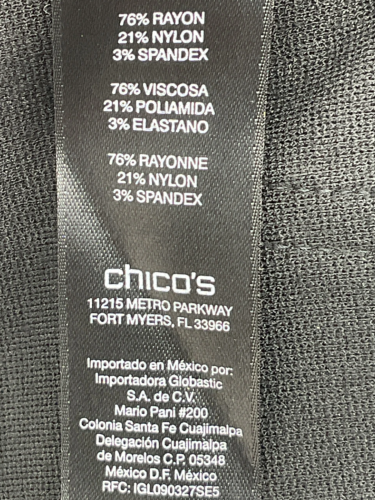 76% RAYON
21% NYLON
3% SPANDEX
76% VISCOSA
21% POLIAMIDA
3% ELASTANO
76% RAYONNE
21% NYLON
3% SPANDEX
chico's
11215 METRO PARKWAY
FORT MYERS, FL 33966
Importado en México por:
Importadora Globastic
S.A. de C.V.
Mario Pani #200
Colonia Santa Fe Cuajimalpa
Delegación Cuajimalpa
de Morelos C.P. 05348
México D.F. México
RFC: IGL090327SE5